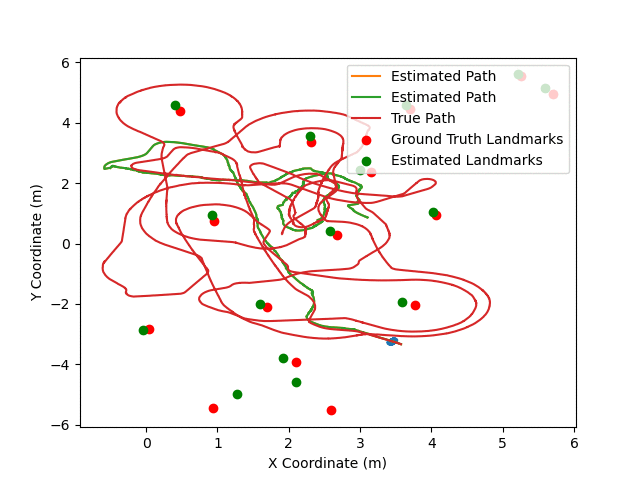 6
4
2
0
−2
−4
−6
Y Coordinate (m)
0
1
2
3
4
5
6
X Coordinate (m)
Estimated Path
Estimated Path
True Path
Ground Truth Landmarks
Estimated Landmarks